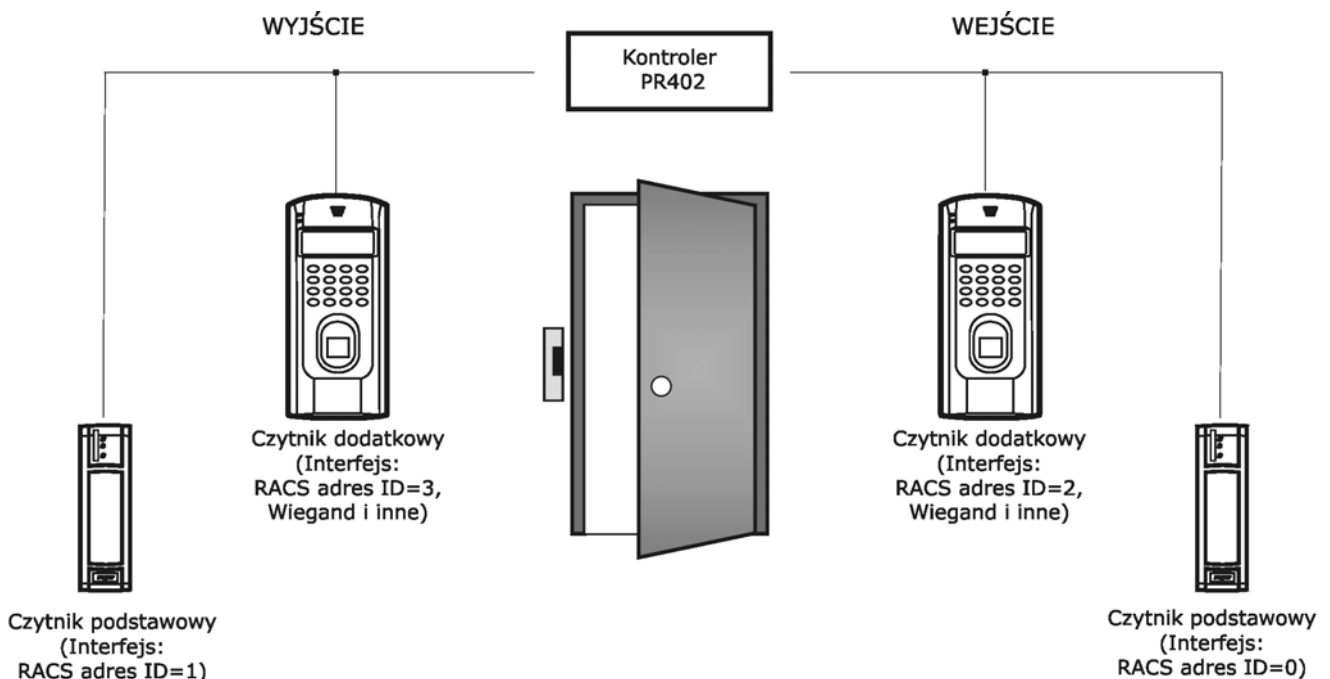 WYJŚCIE
WEJŚCIE
Kontroler
PR402
Czytnik dodatkowy
(Interfejs:
RACS adres ID=3,
Wiegand i inne)
Czytnik dodatkowy
(Interfejs:
RACS adres ID=2,
Wiegand i inne)
Czytnik podstawowy
(Interfejs:
RACS adres ID=1)
Czytnik podstawowy
(Interfejs:
RACS adres ID=0)